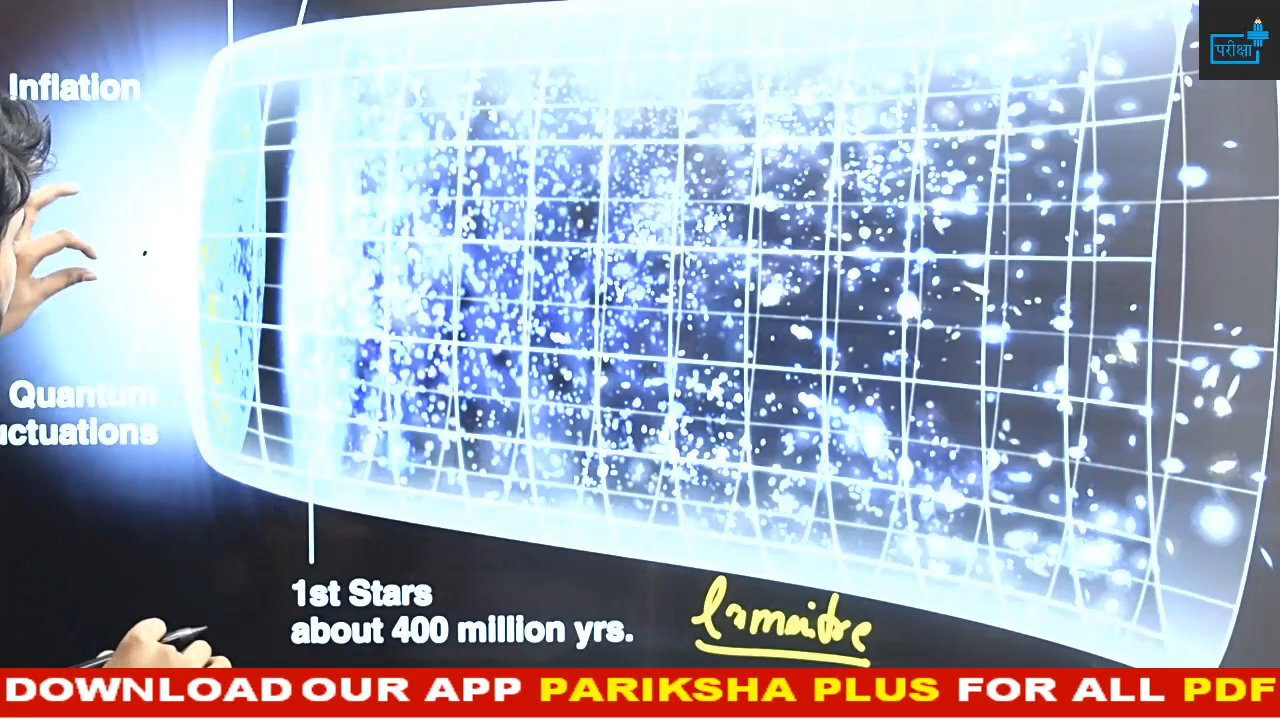 परीक्षा
Inflation
Quantum
uctuations
1st Stars
about 400 million yrs.
Lemaitre
DOWNLOAD OUR APP PARIKSHA PLUS FOR ALL PDF